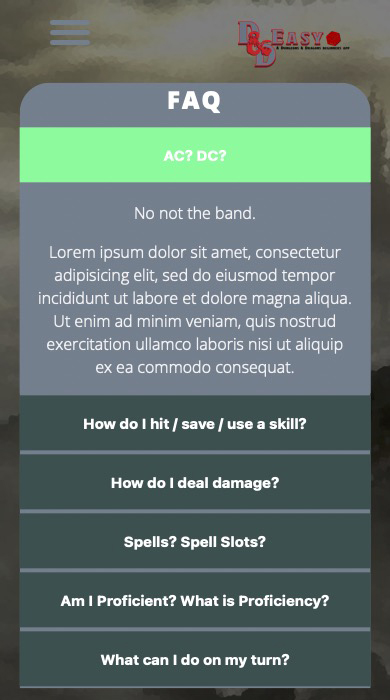 D&D EASY
A DUNGEONS & DRAGONS BEGINNERS APP
FAQ
AC? DC?
No not the band.
Lorem ipsum dolor sit amet, consectetur
adipisicing elit, sed do eiusmod tempor
incididunt ut labore et dolore magna aliqua.
Ut enim ad minim veniam, quis nostrud
exercitation ullamco laboris nisi ut aliquip
ex ea commodo consequat.
How do I hit / save / use a skill?
How do I deal damage?
Spells? Spell Slots?
Am I Proficient? What is Proficiency?
What can I do on my turn?